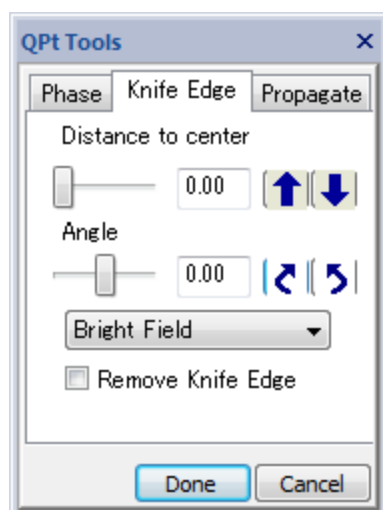 QPt Tools
Phase Knife Edge Propagate
Distance to center
0.00
Angle
0.00
Bright Field
Remove Knife Edge
Done Cancel